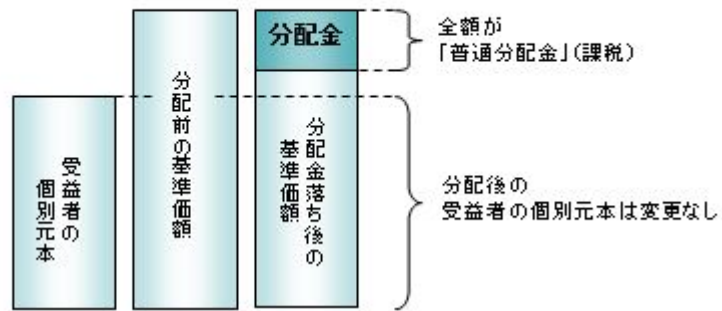 受益者の
個別元本
分配前の基準価額
分配金
分配金落ち後の
基準価額
全額が
「普通分配金」(課税)
分配後の
受益者の個別元本は変更なし